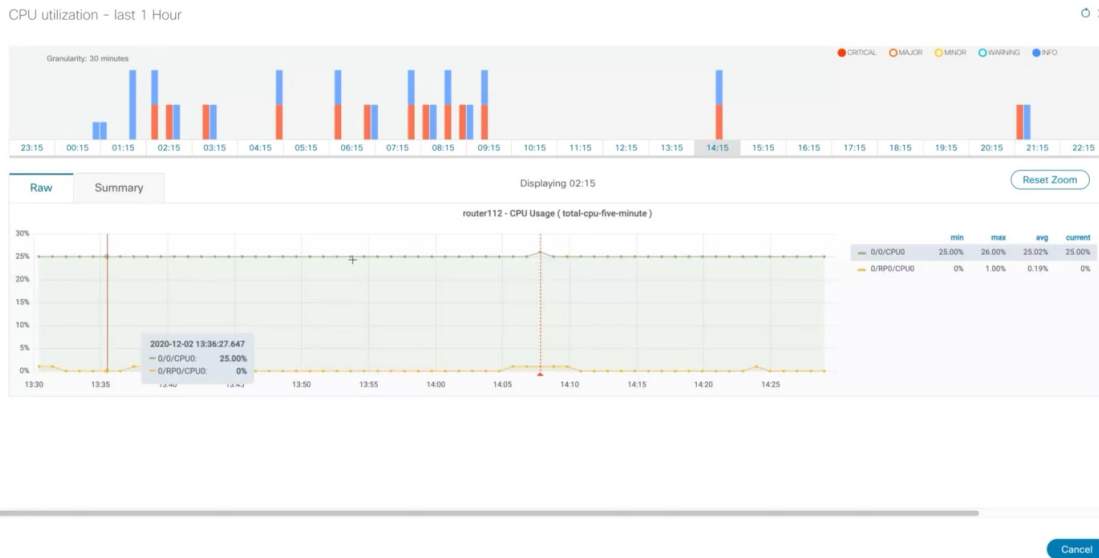 CPU utilization - last 1 Hour
Granularity: 30 minutes
CRITICAL MAJOR MINOR WARNING INFO
23:15 00:15 01:15 02:15 03:15 04:15 05:15 06:15 07:15 08:15 09:15 10:15 11:15 12:15 13:15 14:15 15:15 16:15 17:15 18:15 19:15 20:15 21:15 22:15
Raw Summary Displaying 02:15 Reset Zoom
router112 - CPU Usage ( total-cpu-five-minute )
min max avg current
0/0/CPU0 25.00% 26.00% 25.02% 25.00%
0/RP0/CPU0 0% 1.00% 0.19% 0%
30%
25%
20%
15%
10%
5%
0%
2020-12-02 13:36:27.647
0/0/CPU0: 25.00%
0/RP0/CPU0: 0%
13:30 13:35 13:40 13:45 13:50 13:55 14:00 14:05 14:10 14:15 14:20 14:25
Cancel